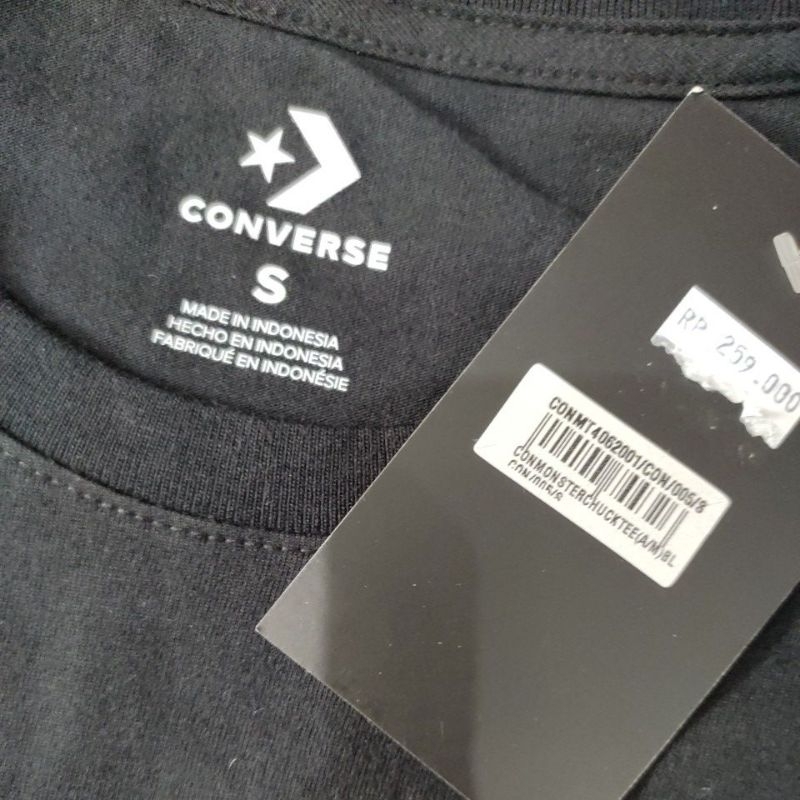 CONVERSE
S
MADE IN INDONESIA
HECHO EN INDONESIA
FABRIQUÉ EN INDONÉSIE
RP 259.000
CONMT4062001/CON/005/8
CONMONSTERCHUCKTEE(A/M)BL
CON/005/8